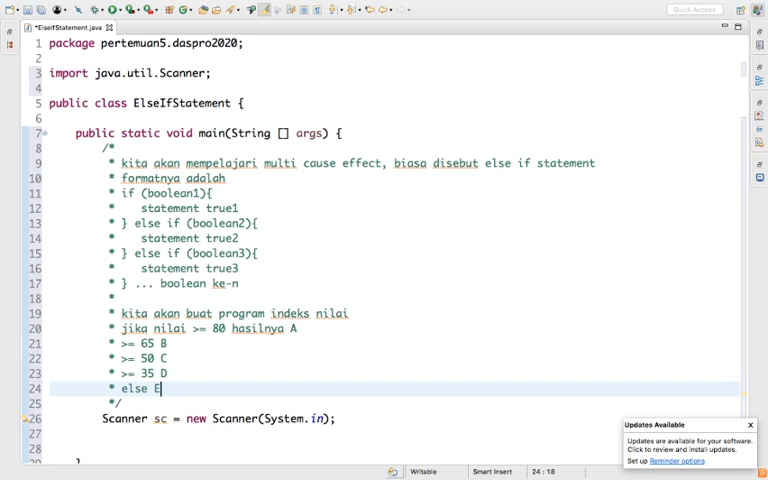 Quick Access
*ElseIfStatement.java
1 package pertemuan5.daspro2020;
2
3 import java.util.Scanner;
4
5 public class ElseIfStatement {
6
7 public static void main(String [] args) {
8 /*
9 * kita akan mempelajari multi cause effect, biasa disebut else if statement
10 * formatnya adalah
11 * if (boolean1){
12 * statement true1
13 * } else if (boolean2){
14 * statement true2
15 * } else if (boolean3){
16 * statement true3
17 * } ... boolean ke-n
18 *
19 * kita akan buat program indeks nilai
20 * jika nilai >= 80 hasilnya A
21 * >= 65 B
22 * >= 50 C
23 * >= 35 D
24 * else E
25 */
26 Scanner sc = new Scanner(System.in);
27
28
}
Updates Available
Updates are available for your software.
Click to review and install updates.
Set up Reminder options
Writable Smart Insert 24 : 18